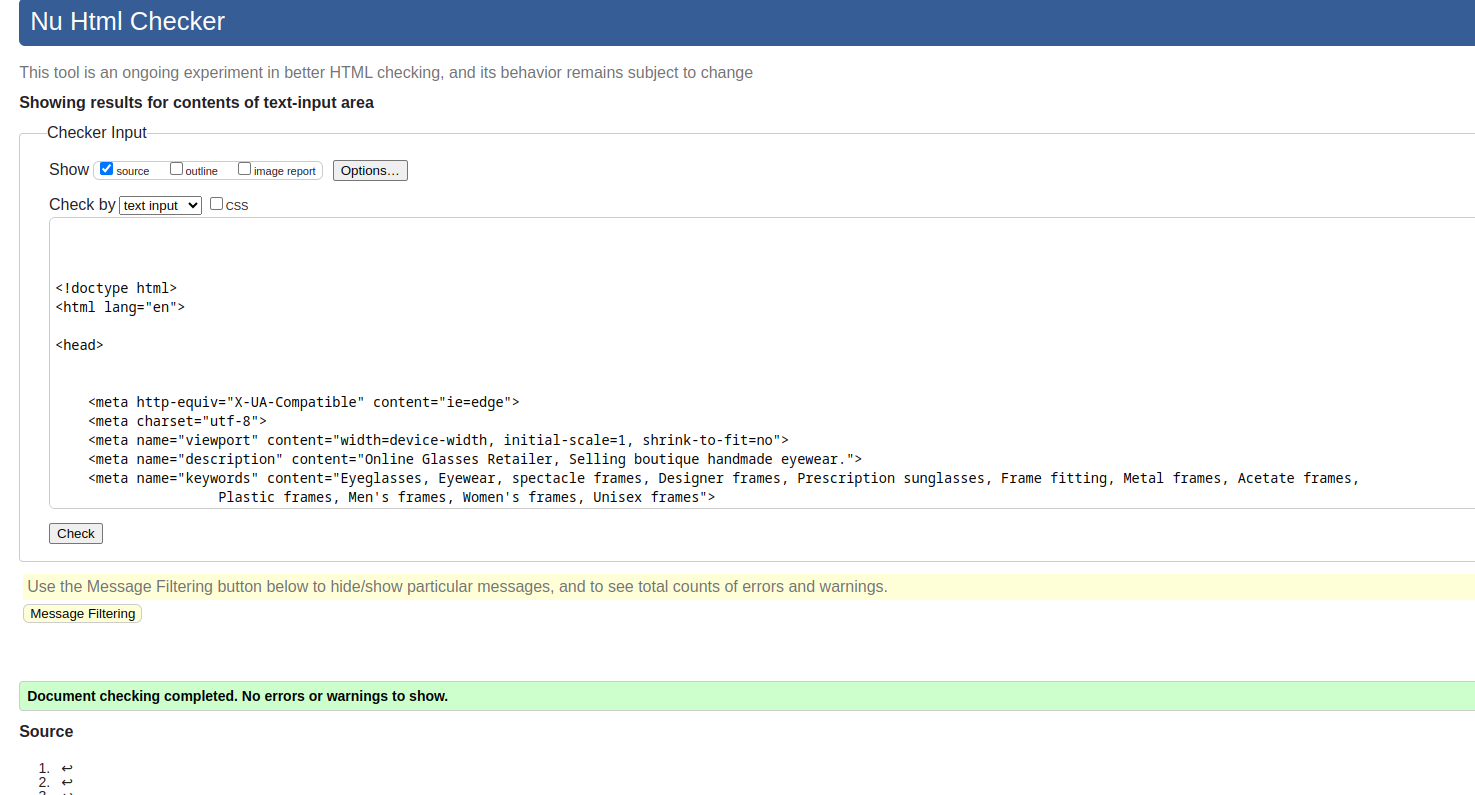 Nu Html Checker
This tool is an ongoing experiment in better HTML checking, and its behavior remains subject to change
Showing results for contents of text-input area
Checker Input
Show source outline image report Options...
Check by text input CSS
<!doctype html>
<html lang="en">
<head>
<meta http-equiv="X-UA-Compatible" content="ie=edge">
<meta charset="utf-8">
<meta name="viewport" content="width=device-width, initial-scale=1, shrink-to-fit=no">
<meta name="description" content="Online Glasses Retailer, Selling boutique handmade eyewear.">
<meta name="keywords" content="Eyeglasses, Eyewear, spectacle frames, Designer frames, Prescription sunglasses, Frame fitting, Metal frames, Acetate frames,
Plastic frames, Men's frames, Women's frames, Unisex frames">
Check
Use the Message Filtering button below to hide/show particular messages, and to see total counts of errors and warnings.
Message Filtering
Document checking completed. No errors or warnings to show.
Source
1. ↩
2. ↩